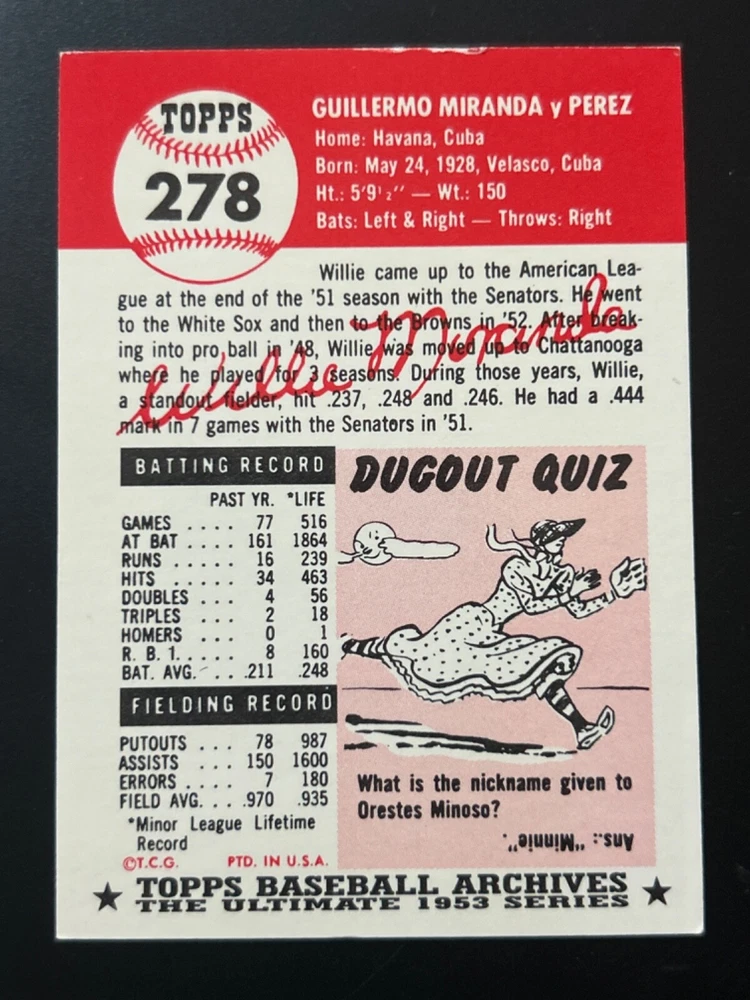 TOPPS
278
GUILLERMO MIRANDA y PEREZ
Home: Havana, Cuba
Born: May 24, 1928, Velasco, Cuba
Ht.: 5'9½" — Wt.: 150
Bats: Left & Right — Throws: Right
Willie came up to the American Lea-
gue at the end of the '51 season with the Senators. He went
to the White Sox and then to the Browns in '52. After break-
ing into pro ball in '48, Willie was moved up to Chattanooga
where he played for 3 seasons. During those years, Willie,
a standout fielder, hit .237, .248 and .246. He had a .444
mark in 7 games with the Senators in '51.
Willie Miranda
BATTING RECORD
PAST YR. *LIFE
GAMES .... 77 516
AT BAT .... 161 1864
RUNS .... 16 239
HITS ..... 34 463
DOUBLES ... 4 56
TRIPLES ... 2 18
HOMERS ... 0 1
R. B. I. .... 8 160
BAT. AVG. ... .211 .248
FIELDING RECORD
PUTOUTS ... 78 987
ASSISTS ... 150 1600
ERRORS .... 7 180
FIELD AVG. ... .970 .935
*Minor League Lifetime
Record
©T.C.G. PTD. IN U.S.A.
DUGOUT QUIZ
What is the nickname given to
Orestes Minoso?
Ans.: "Minnie".
★ TOPPS BASEBALL ARCHIVES ★
THE ULTIMATE 1953 SERIES